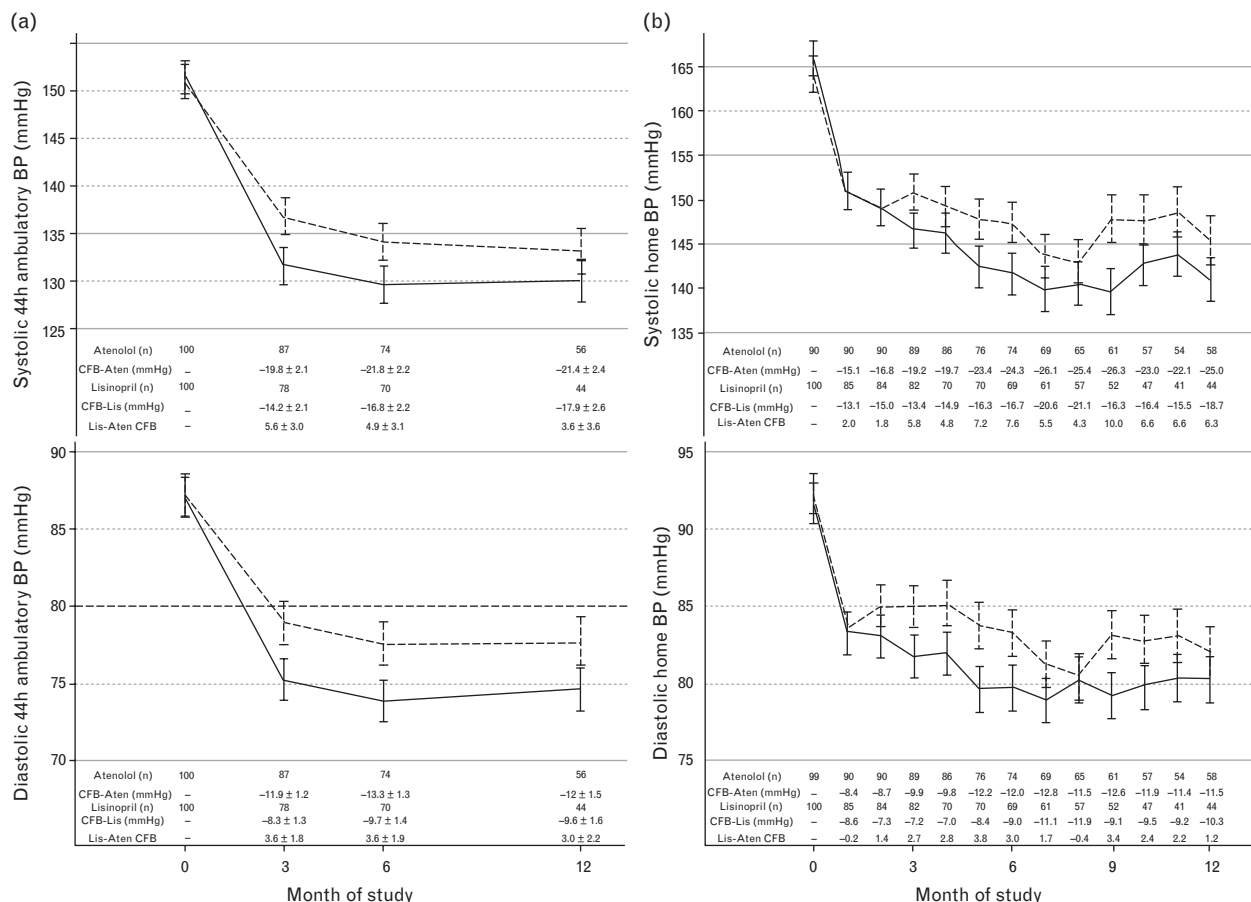 (a)
Systolic 44h ambulatory BP (mmHg)
150
145
140
135
130
125
Atenolol (n) 100 87 74 56
CFB-Aten (mmHg) – –19.8 ± 2.1 –21.8 ± 2.2 –21.4 ± 2.4
Lisinopril (n) 100 78 70 44
CFB-Lis (mmHg) – –14.2 ± 2.1 –16.8 ± 2.2 –17.9 ± 2.6
Lis-Aten CFB – 5.6 ± 3.0 4.9 ± 3.1 3.6 ± 3.6
Diastolic 44h ambulatory BP (mmHg)
90
85
80
75
70
Atenolol (n) 100 87 74 56
CFB-Aten (mmHg) – –11.9 ± 1.2 –13.3 ± 1.3 –12 ± 1.5
Lisinopril (n) 100 78 70 44
CFB-Lis (mmHg) – –8.3 ± 1.3 –9.7 ± 1.4 –9.6 ± 1.6
Lis-Aten CFB – 3.6 ± 1.8 3.6 ± 1.9 3.0 ± 2.2
0 3 6 12
Month of study
(b)
Systolic home BP (mmHg)
165
160
155
150
145
140
135
Atenolol (n) 90 90 90 89 86 76 74 69 65 61 57 54 58
CFB-Aten (mmHg) – –15.1 –16.8 –19.2 –19.7 –23.4 –24.3 –26.1 –25.4 –26.3 –23.0 –22.1 –25.0
Lisinopril (n) 100 85 84 82 70 70 69 61 57 52 47 41 44
CFB-Lis (mmHg) – –13.1 –15.0 –13.4 –14.9 –16.3 –16.7 –20.6 –21.1 –16.3 –16.4 –15.5 –18.7
Lis-Aten CFB – 2.0 1.8 5.8 4.8 7.2 7.6 5.5 4.3 10.0 6.6 6.6 6.3
Diastolic home BP (mmHg)
95
90
85
80
75
Atenolol (n) 99 90 90 89 86 76 74 69 65 61 57 54 58
CFB-Aten (mmHg) – –8.4 –8.7 –9.9 –9.8 –12.2 –12.0 –12.8 –11.5 –12.6 –11.9 –11.4 –11.5
Lisinopril (n) 100 85 84 82 70 70 69 61 57 52 47 41 44
CFB-Lis (mmHg) – –8.6 –7.3 –7.2 –7.0 –8.4 –9.0 –11.1 –11.9 –9.1 –9.5 –9.2 –10.3
Lis-Aten CFB – –0.2 1.4 2.7 2.8 3.8 3.0 1.7 –0.4 3.4 2.4 2.2 1.2
0 3 6 9 12
Month of study